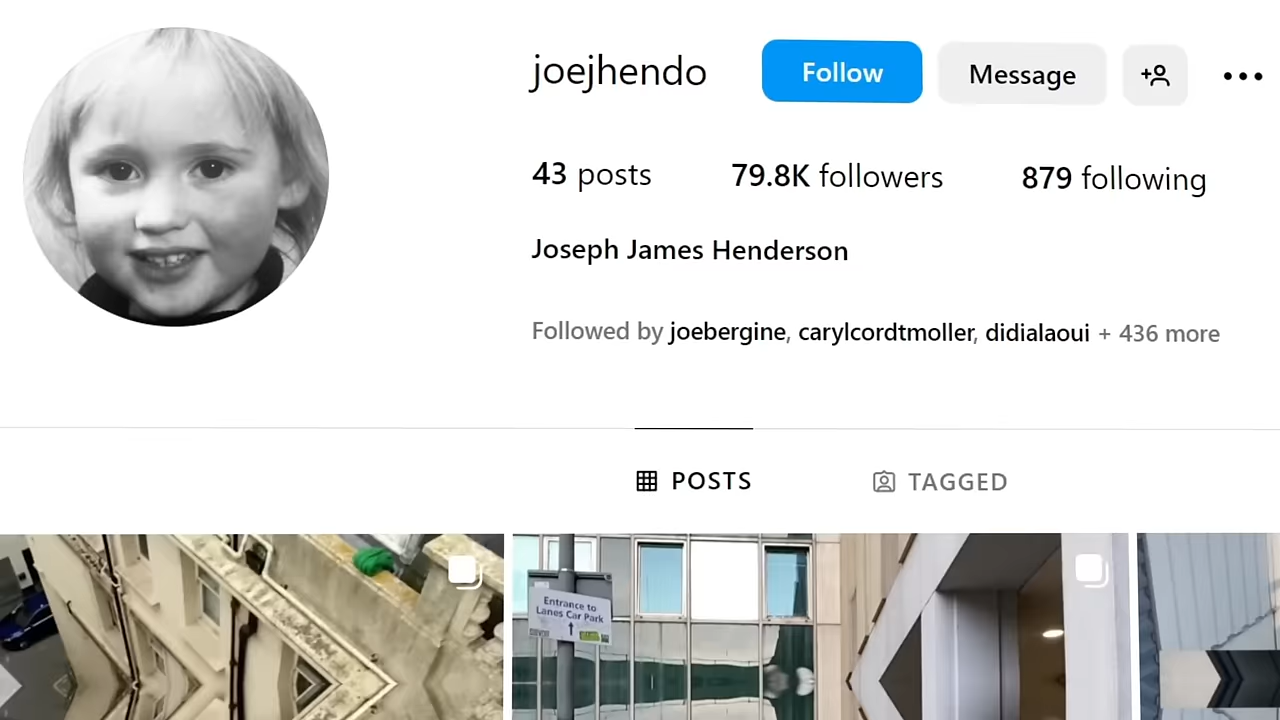 joejhendo Follow Message
43 posts 79.8K followers 879 following
Joseph James Henderson
Followed by joebergine, carylcordtmoller, didialaoui + 436 more
POSTS TAGGED
Entrance to
Lanes Car Park